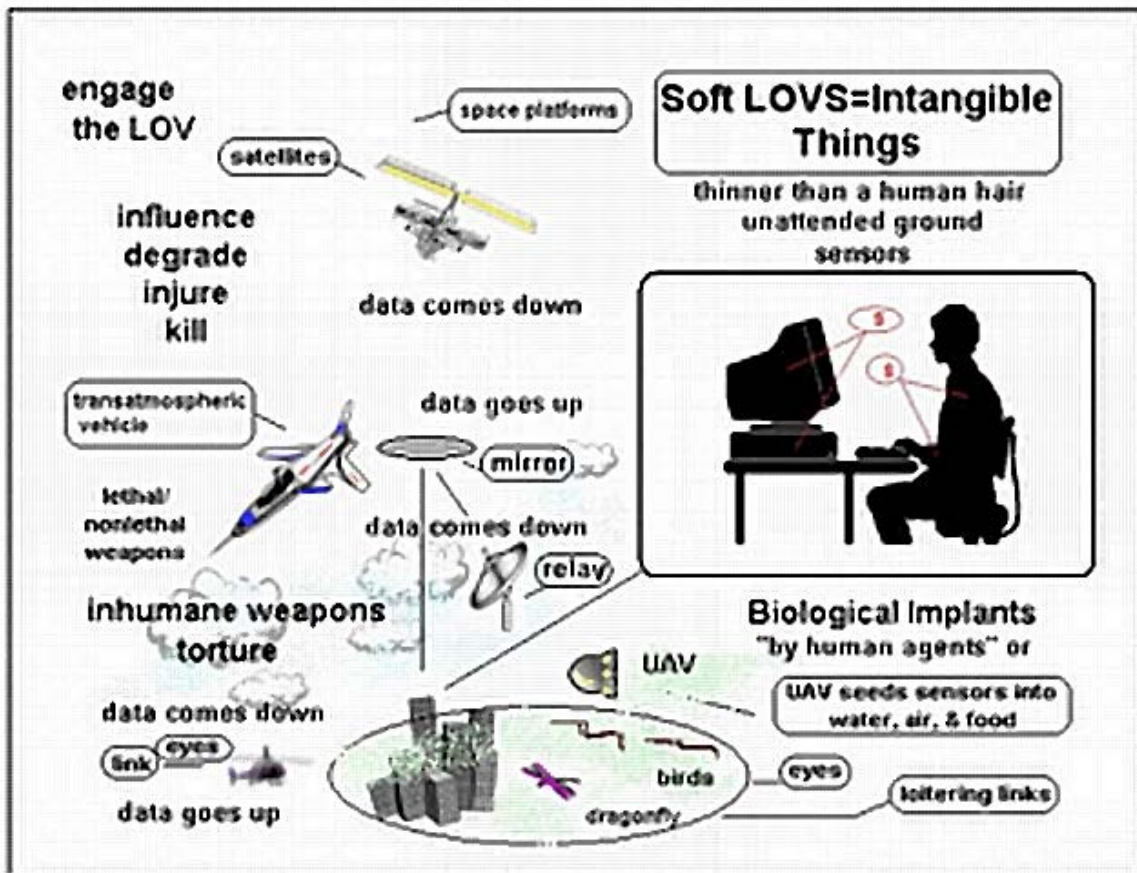 engage
the LOV
space platforms
satellites
Soft LOVS=Intangible
Things
thinner than a human hair
unattended ground
sensors
influence
degrade
injure
kill
data comes down
$
$
transatmospheric
vehicle
data goes up
mirror
lethal/
nonlethal
weapons
data comes down
relay
inhumane weapons
torture
Biological Implants
"by human agents" or
UAV
UAV seeds sensors into
water, air, & food
data comes down
link
eyes
data goes up
birds
dragonfly
eyes
loitering links